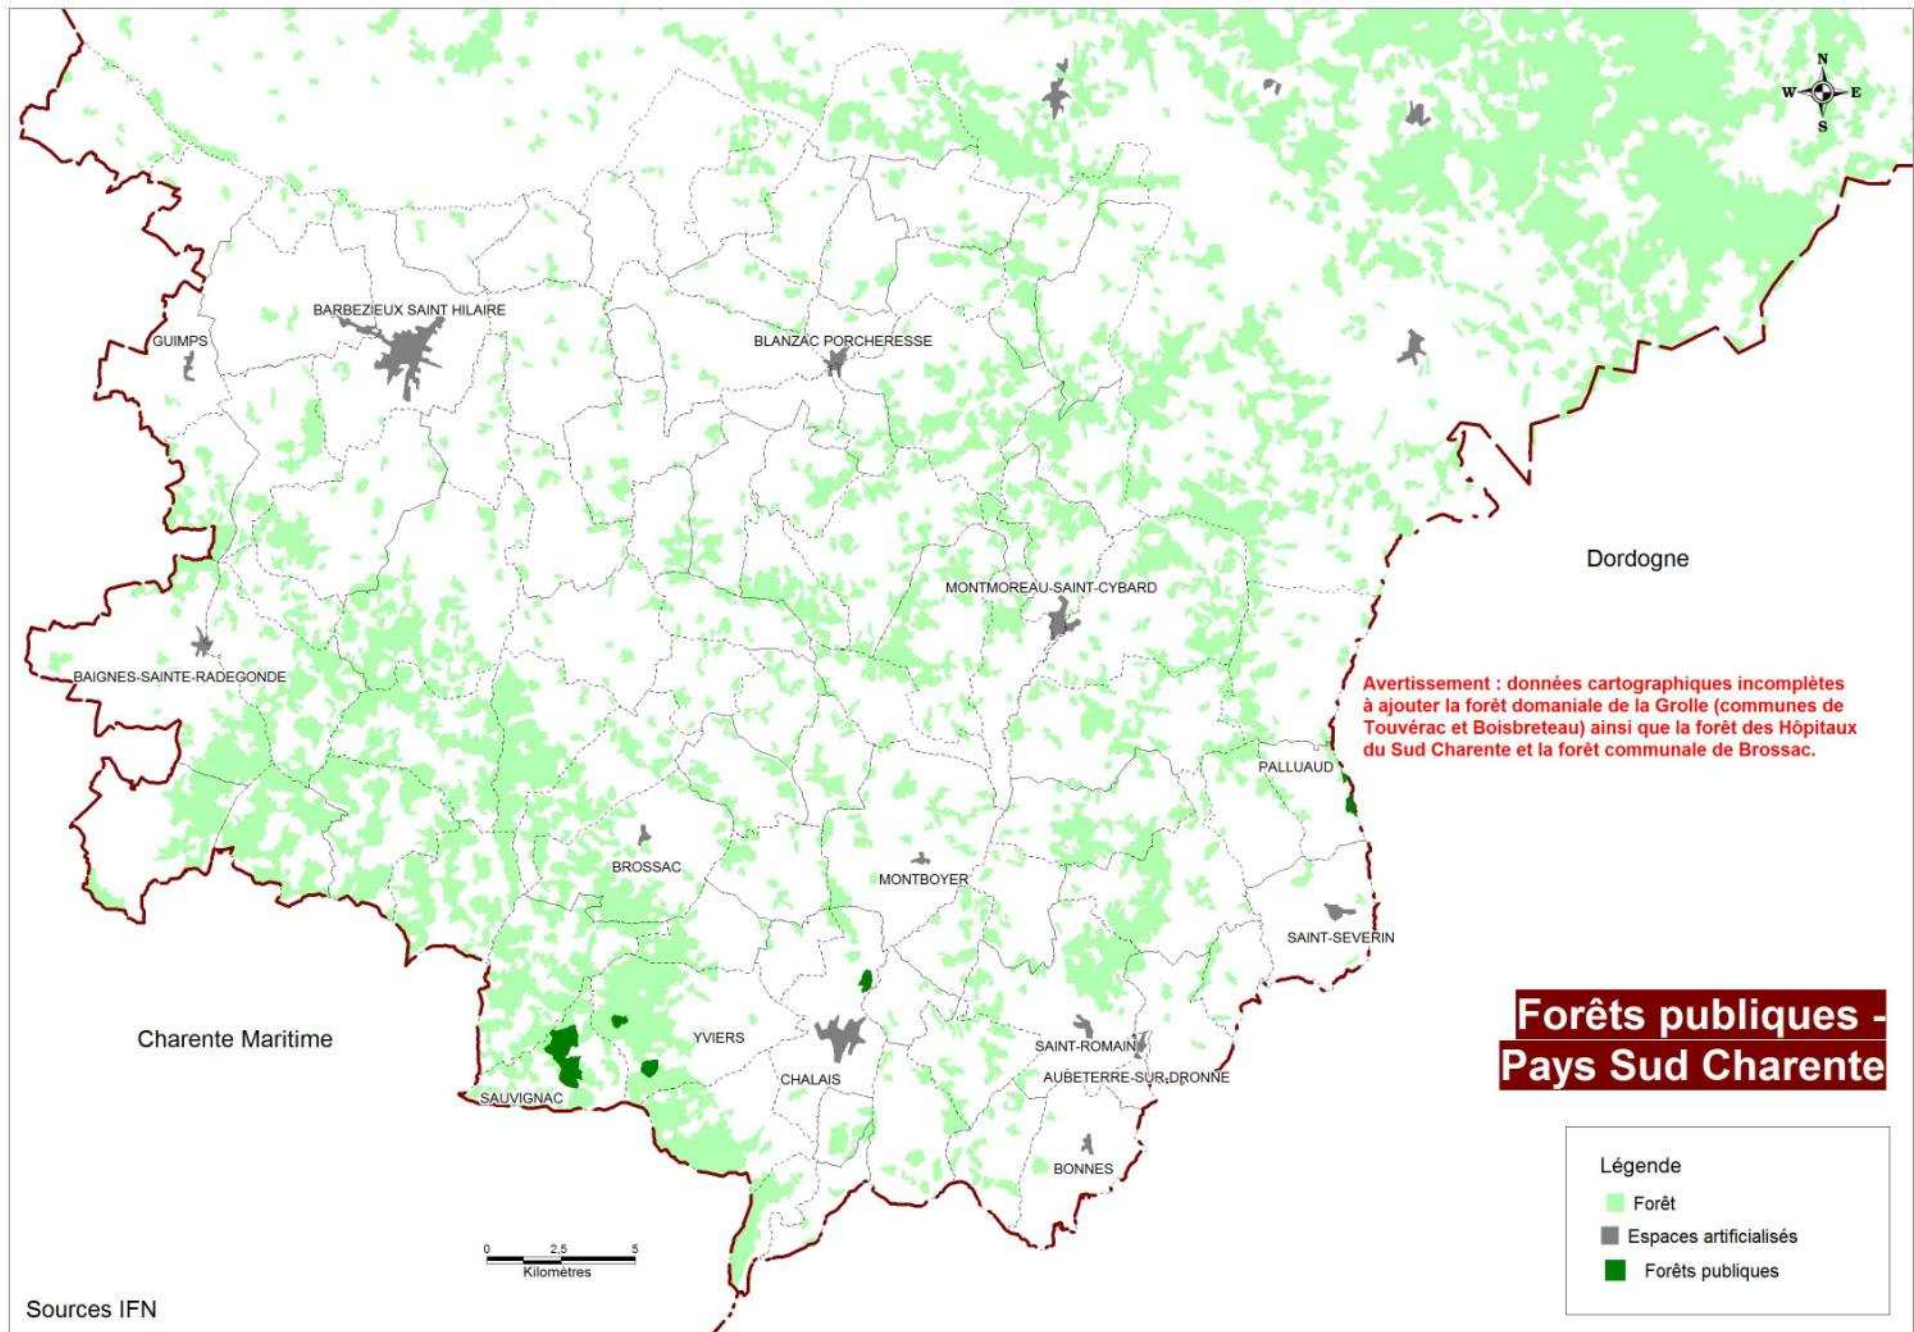 N
W E
S
BARBEZIEUX SAINT HILAIRE
GUIMPS
BLANZAC PORCHERESSE
Dordogne
MONTMOREAU-SAINT-CYBARD
BAIGNES-SAINTE-RADEGONDE
Avertissement : données cartographiques incomplètes
à ajouter la forêt domaniale de la Grolle (communes de
Touvérac et Boisbreteau) ainsi que la forêt des Hôpitaux
du Sud Charente et la forêt communale de Brossac.
PALLUAUD
BROSSAC
MONTBOYER
SAINT-SEVERIN
Charente Maritime
YVIERS
SAINT-ROMAIN
CHALAIS
AUBETERRE-SUR-DRONNE
SAUVIGNAC
BONNES
Forêts publiques -
Pays Sud Charente
Légende
Forêt
Espaces artificialisés
Forêts publiques
0 2,5 5
Kilomètres
Sources IFN